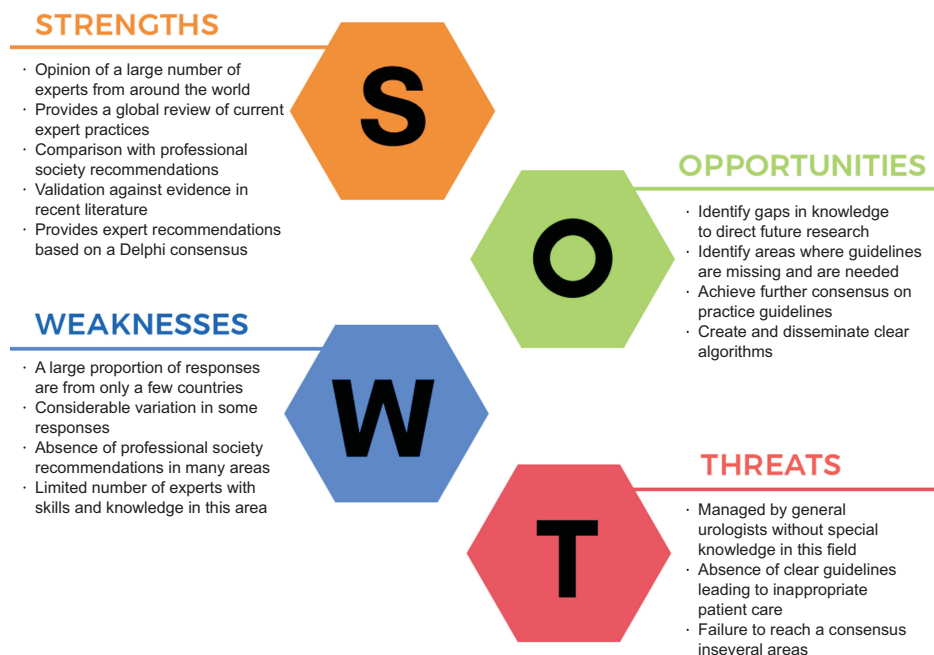 STRENGTHS
· Opinion of a large number of
experts from around the world
· Provides a global review of current
expert practices
· Comparison with professional
society recommendations
· Validation against evidence in
recent literature
· Provides expert recommendations
based on a Delphi consensus
S
OPPORTUNITIES
· Identify gaps in knowledge
to direct future research
· Identify areas where guidelines
are missing and are needed
· Achieve further consensus on
practice guidelines
· Create and disseminate clear
algorithms
O
WEAKNESSES
· A large proportion of responses
are from only a few countries
· Considerable variation in some
responses
· Absence of professional society
recommendations in many areas
· Limited number of experts with
skills and knowledge in this area
W
THREATS
· Managed by general
urologists without special
knowledge in this field
· Absence of clear guidelines
leading to inappropriate
patient care
· Failure to reach a consensus
inseveral areas
T